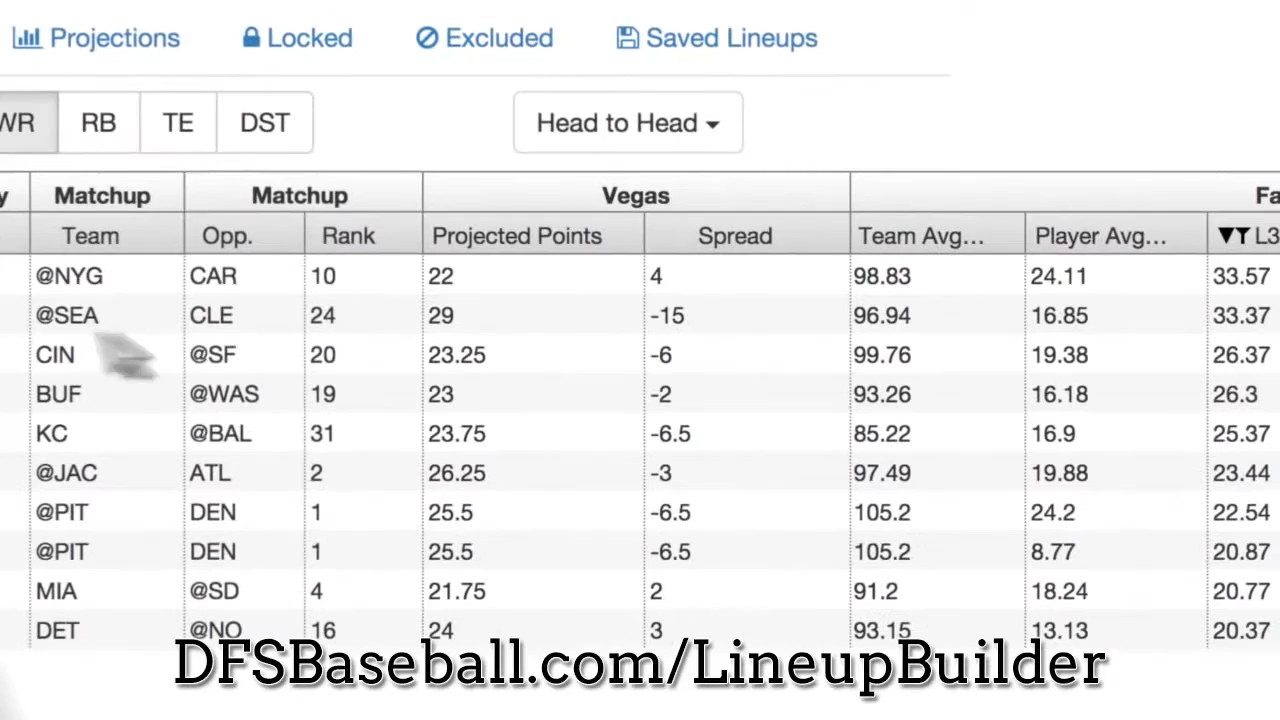 Projections Locked Excluded Saved Lineups
WR RB TE DST Head to Head
y Matchup Matchup Vegas Fa
Team Opp. Rank Projected Points Spread Team Avg... Player Avg... L3
@NYG CAR 10 22 4 98.83 24.11 33.57
@SEA CLE 24 29 -15 96.94 16.85 33.37
CIN @SF 20 23.25 -6 99.76 19.38 26.37
BUF @WAS 19 23 -2 93.26 16.18 26.3
KC @BAL 31 23.75 -6.5 85.22 16.9 25.37
@JAC ATL 2 26.25 -3 97.49 19.88 23.44
@PIT DEN 1 25.5 -6.5 105.2 24.2 22.54
@PIT DEN 1 25.5 -6.5 105.2 8.77 20.87
MIA @SD 4 21.75 2 91.2 18.24 20.77
DET @NO 16 24 3 93.15 13.13 20.37
DFSBaseball.com/LineupBuilder